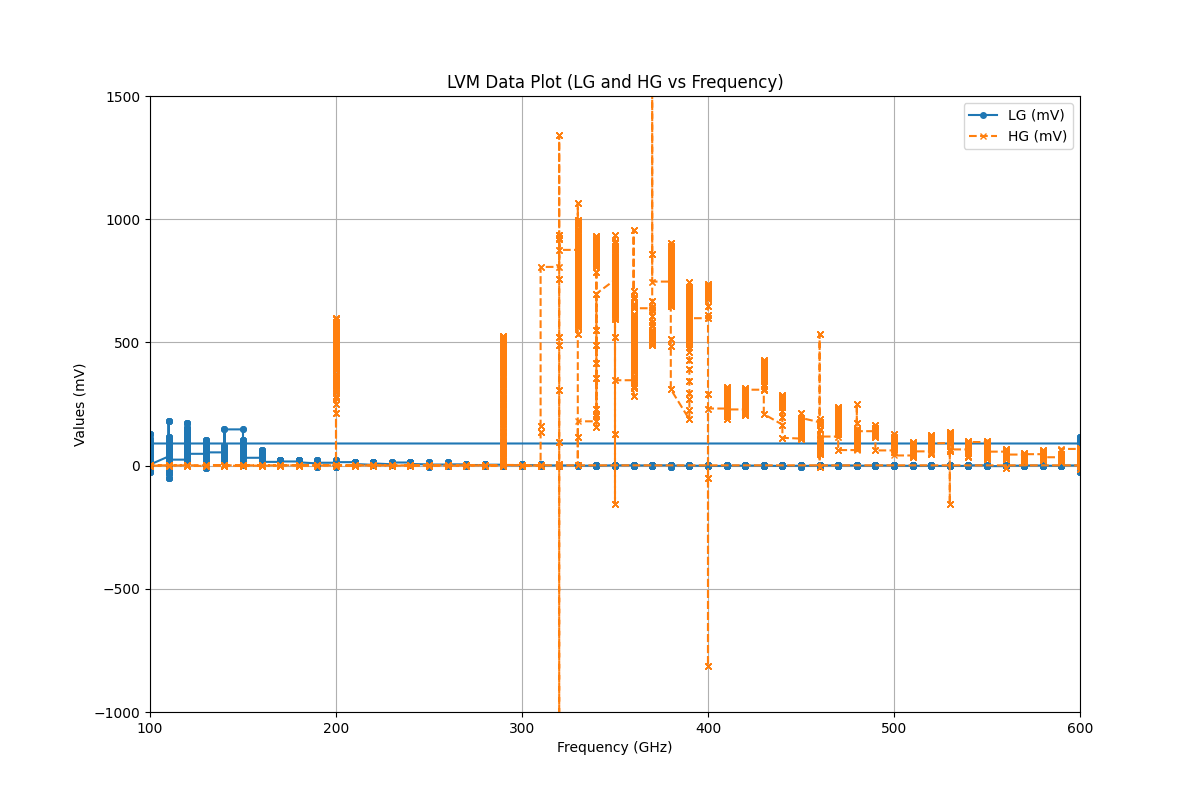 LVM Data Plot (LG and HG vs Frequency)
LG (mV)
HG (mV)
Values (mV)
1500
1000
500
0
−500
−1000
100 200 300 400 500 600
Frequency (GHz)